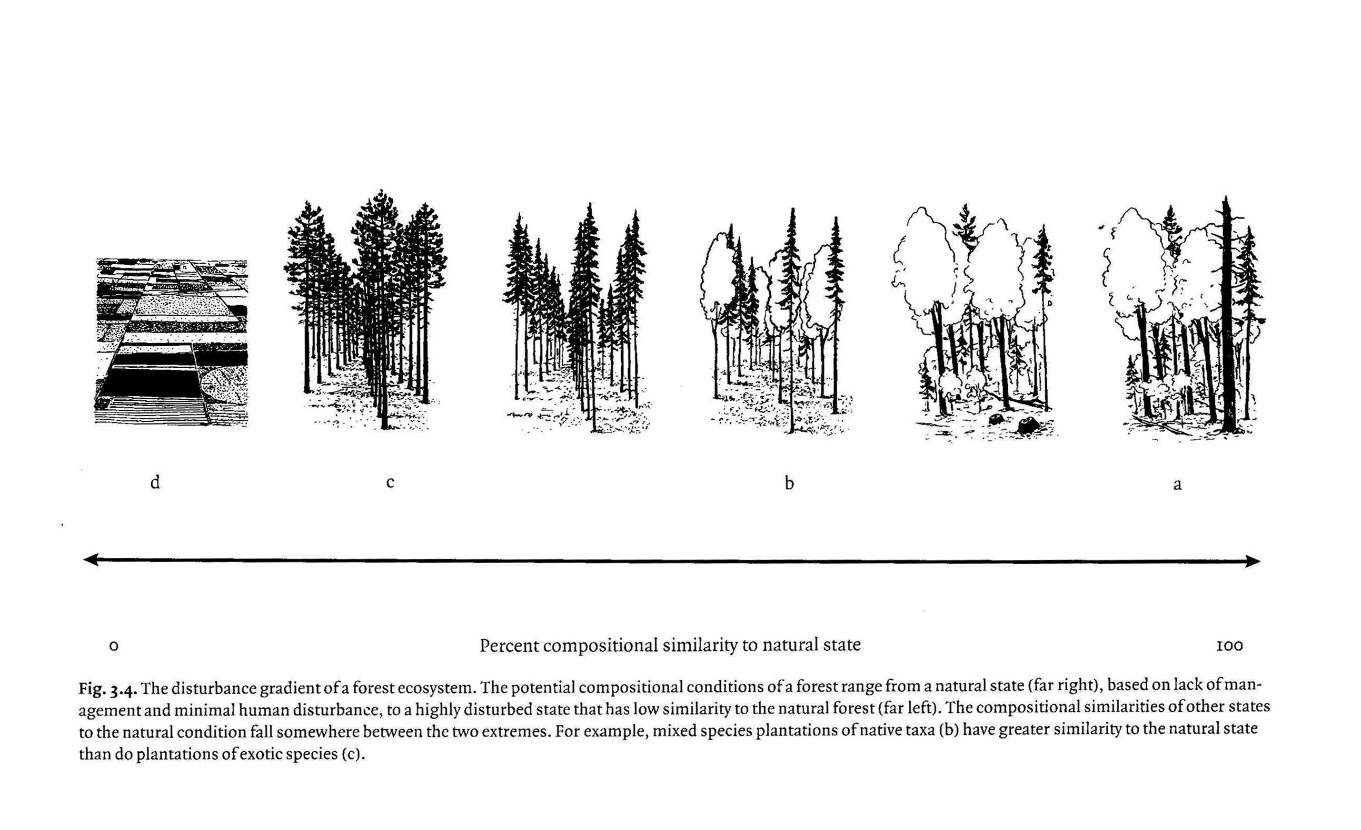 d
c
b
a
0
Percent compositional similarity to natural state
100
Fig. 3.4. The disturbance gradient of a forest ecosystem. The potential compositional conditions of a forest range from a natural state (far right), based on lack of man-
agement and minimal human disturbance, to a highly disturbed state that has low similarity to the natural forest (far left). The compositional similarities of other states
to the natural condition fall somewhere between the two extremes. For example, mixed species plantations of native taxa (b) have greater similarity to the natural state
than do plantations of exotic species (c).